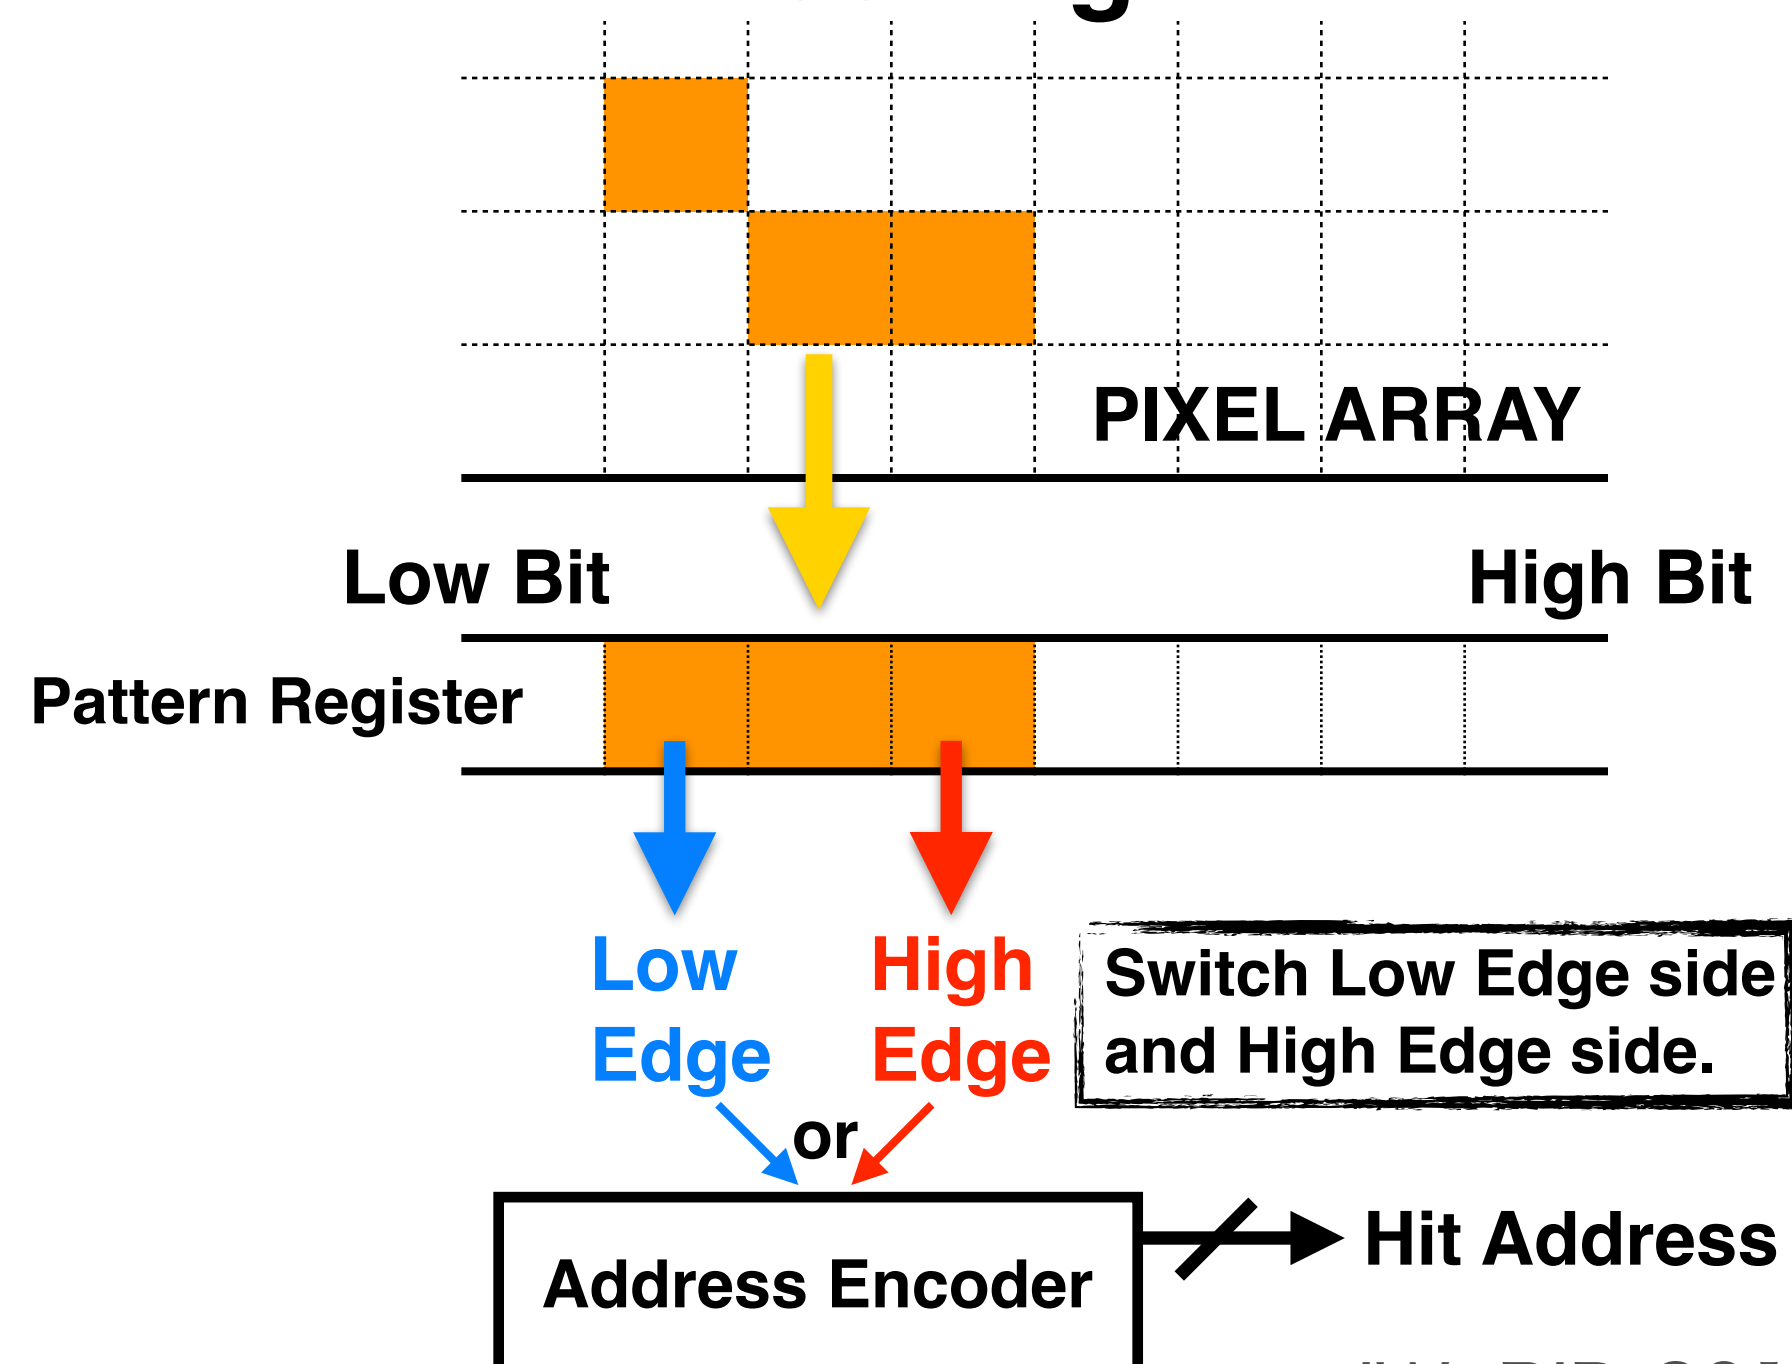 PIXEL ARRAY
Low Bit
High Bit
Pattern Register
Low
Edge
High
Edge
Switch Low Edge side
and High Edge side.
or
Hit Address
Address Encoder